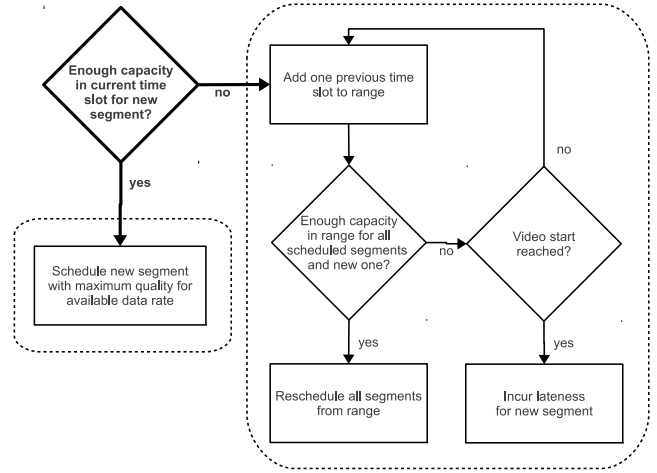 Enough capacity
in current time
slot for new
segment?
no
Add one previous time
slot to range
no
yes
Enough capacity
in range for all
scheduled segments
and new one?
no
Video start
reached?
Schedule new segment
with maximum quality for
available data rate
yes
yes
Reschedule all segments
from range
Incur lateness
for new segment